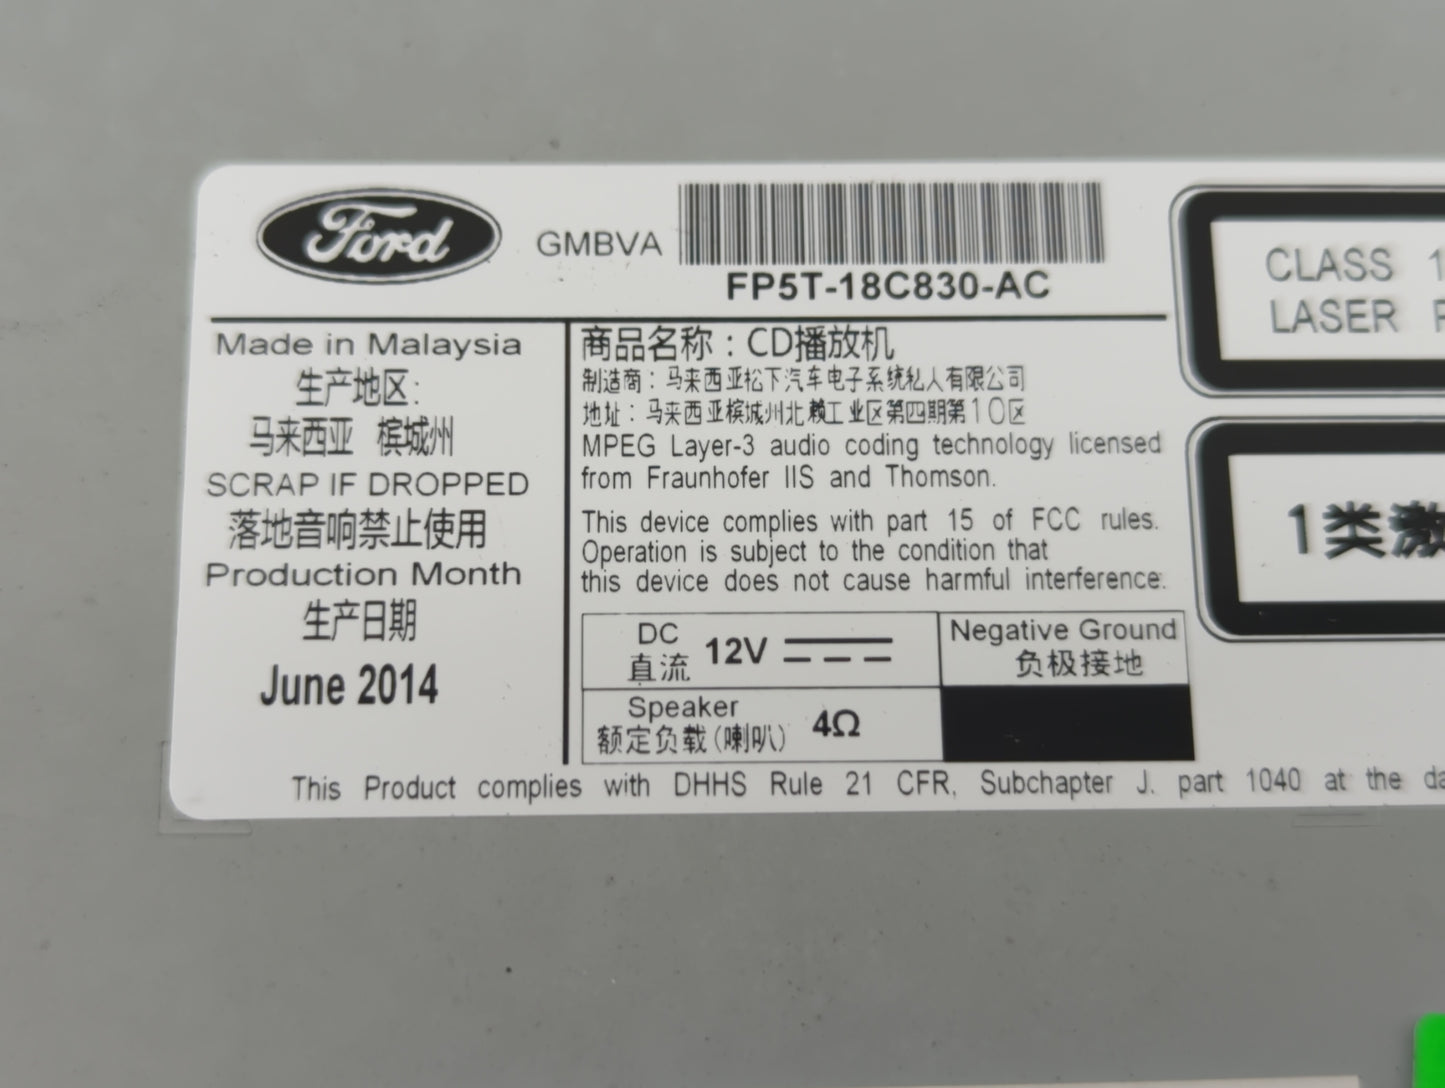 Ford
GMBVA
FP5T-18C830-AC
Made in Malaysia
生产地区:
马来西亚 槟城州
SCRAP IF DROPPED
落地音响禁止使用
Production Month
生产日期
June 2014
商品名称：CD播放机
制造商：马来西亚松下汽车电子系统私人有限公司
地址：马来西亚槟城州北赖工业区第四期第10区
MPEG Layer-3 audio coding technology licensed
from Fraunhofer IIS and Thomson.
This device complies with part 15 of FCC rules.
Operation is subject to the condition that
this device does not cause harmful interference.
DC 12V
直流
Negative Ground
负极接地
Speaker 4Ω
额定负载(喇叭)
This Product complies with DHHS Rule 21 CFR, Subchapter J. part 1040 at the
CLASS 1
LASER
1类激